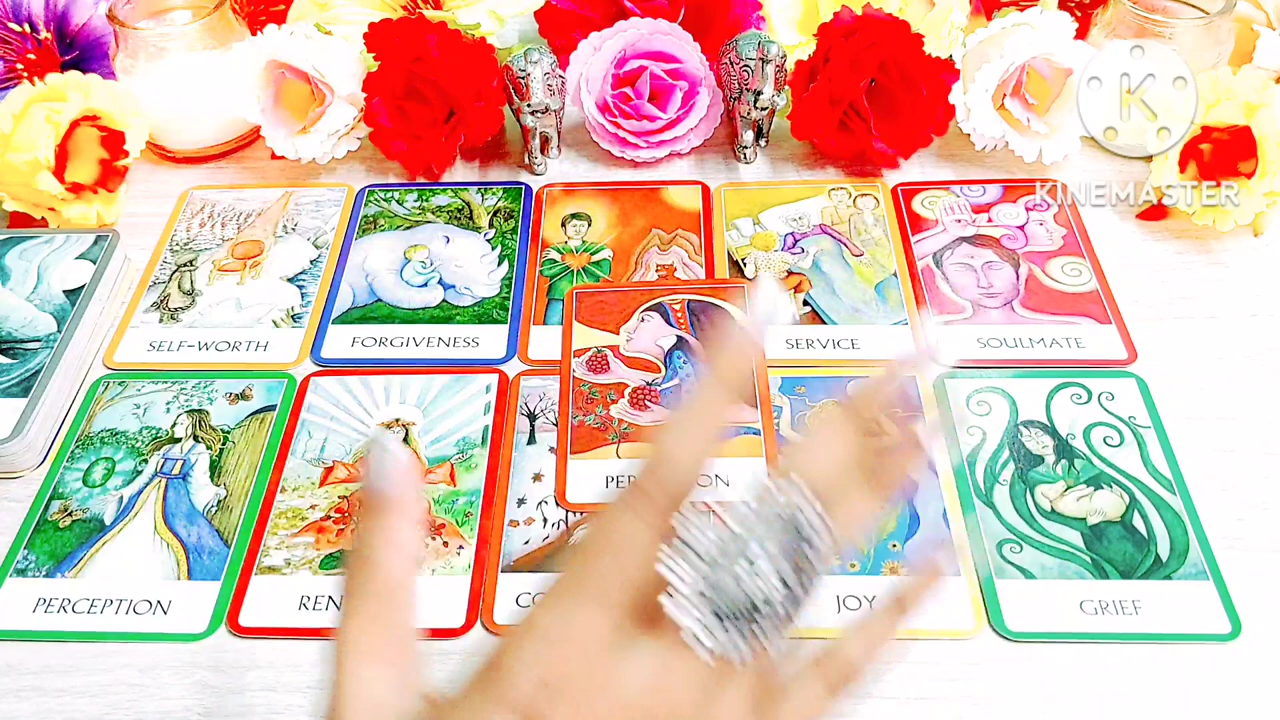 K
KINEMASTER
SELF-WORTH
FORGIVENESS
SERVICE
SOULMATE
PERCEPTION
JOY
GRIEF